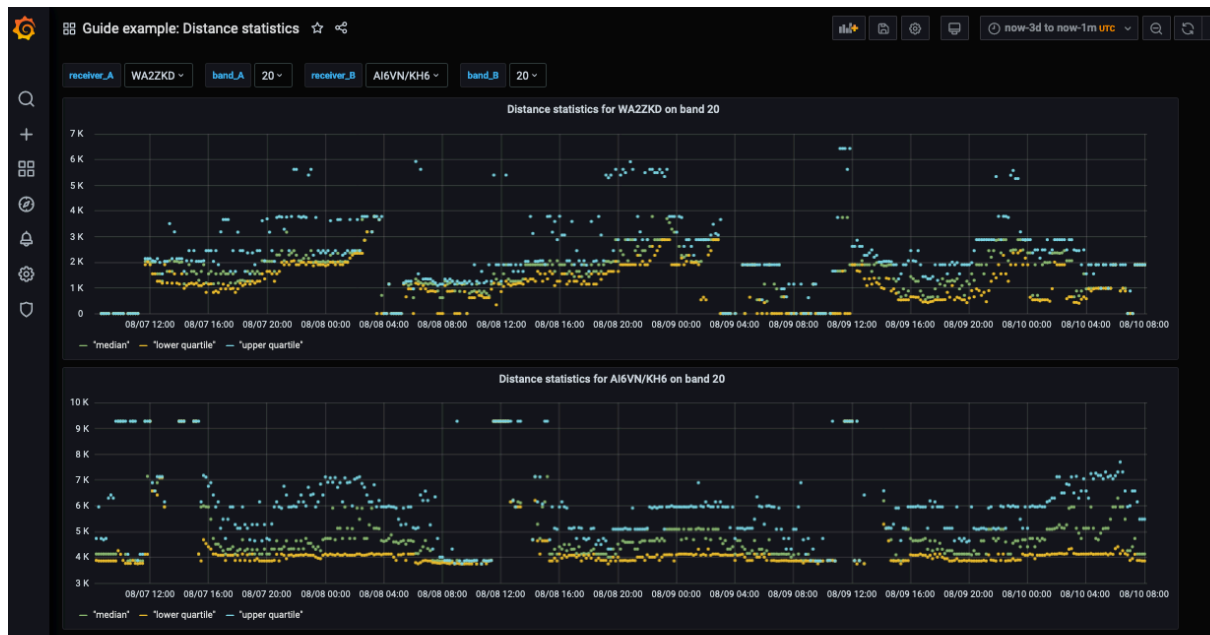 Guide example: Distance statistics
now-3d to now-1m UTC
receiver_A WA2ZKD band_A 20 receiver_B AI6VN/KH6 band_B 20
Distance statistics for WA2ZKD on band 20
7 K
6 K
5 K
4 K
3 K
2 K
1 K
0
08/07 12:00 08/07 16:00 08/07 20:00 08/08 00:00 08/08 04:00 08/08 08:00 08/08 12:00 08/08 16:00 08/08 20:00 08/09 00:00 08/09 04:00 08/09 08:00 08/09 12:00 08/09 16:00 08/09 20:00 08/10 00:00 08/10 04:00 08/10 08:00
"median" "lower quartile" "upper quartile"
Distance statistics for AI6VN/KH6 on band 20
10 K
9 K
8 K
7 K
6 K
5 K
4 K
3 K
08/07 12:00 08/07 16:00 08/07 20:00 08/08 00:00 08/08 04:00 08/08 08:00 08/08 12:00 08/08 16:00 08/08 20:00 08/09 00:00 08/09 04:00 08/09 08:00 08/09 12:00 08/09 16:00 08/09 20:00 08/10 00:00 08/10 04:00 08/10 08:00
"median" "lower quartile" "upper quartile"